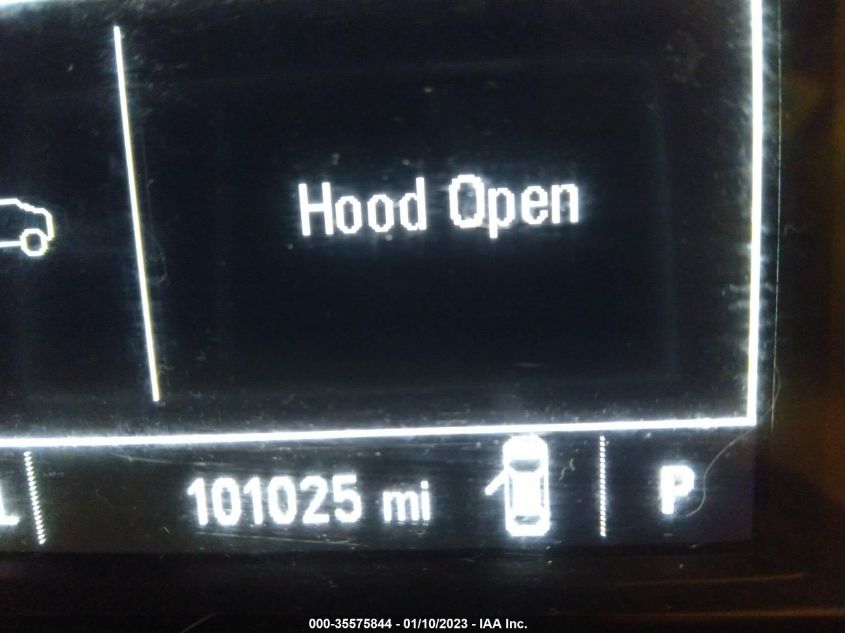 Hood Open
101025 mi
P
000-35575844 - 01/10/2023 - IAA Inc.